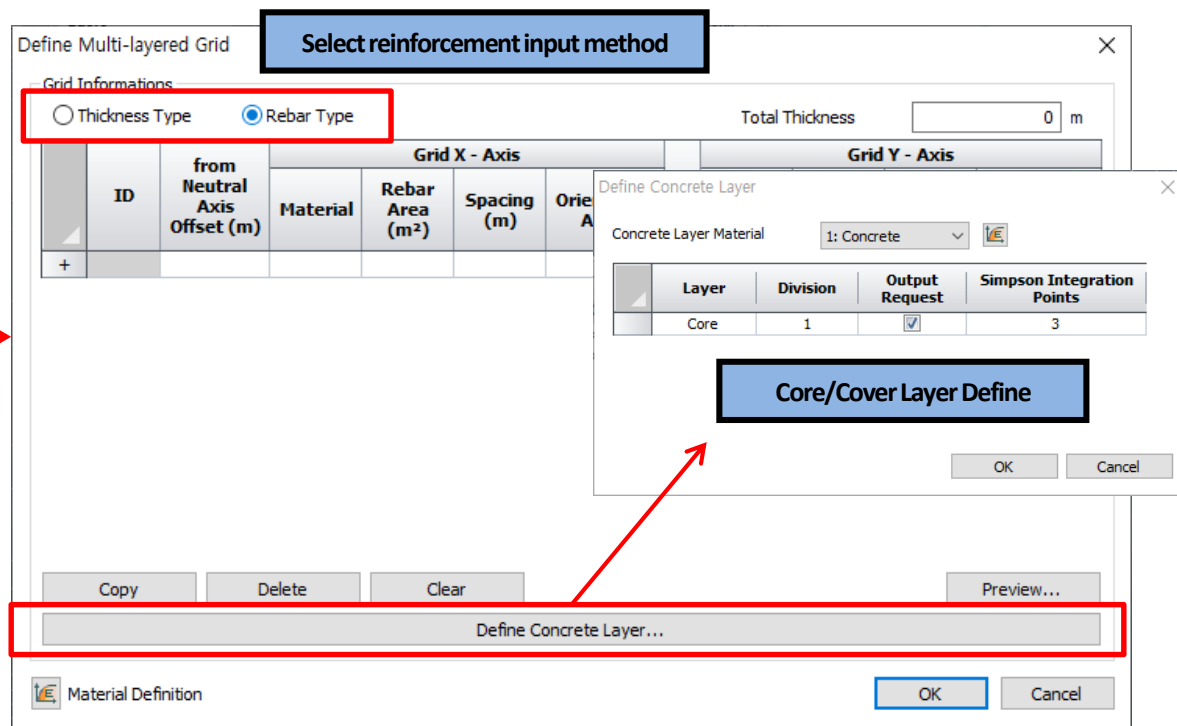 Define Multi-layered Grid
Select reinforcement input method
Grid Informations
Thickness Type
Rebar Type
Total Thickness
0 m
Grid X - Axis
Grid Y - Axis
ID
from
Neutral
Axis
Offset (m)
Material
Rebar
Area
(m²)
Spacing
(m)
+
Define Concrete Layer
Concrete Layer Material
1: Concrete
Layer
Division
Output
Request
Simpson Integration
Points
Core
1
3
Core/Cover Layer Define
OK
Cancel
Copy
Delete
Clear
Preview...
Define Concrete Layer...
Material Definition
OK
Cancel